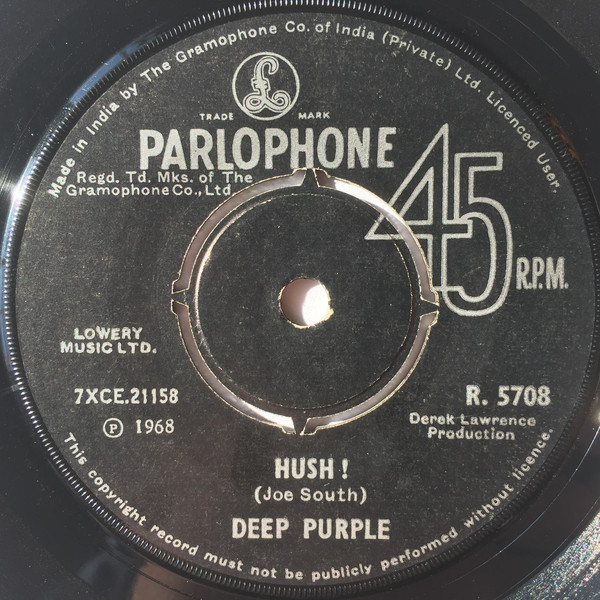 Made in India by The Gramophone Co. of India (Private) Ltd. Licenced User.
£
TRADE MARK
PARLOPHONE
Regd. Td. Mks. of The
Gramophone Co., Ltd.
45
R.P.M.
LOWERY
MUSIC LTD.
7XCE.21158
℗ 1968
R. 5708
Derek Lawrence
Production
HUSH !
(Joe South)
DEEP PURPLE
This copyright record must not be publicly performed without licence.